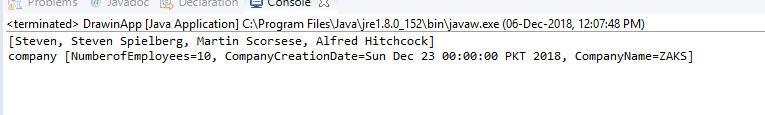 Problems @ Javadoc Declaration Console
<terminated> DrawinApp [Java Application] C:\Program Files\Java\jre1.8.0_152\bin\javaw.exe (06-Dec-2018, 12:07:48 PM)
[Steven, Steven Spielberg, Martin Scorsese, Alfred Hitchcock]
company [NumberofEmployees=10, CompanyCreationDate=Sun Dec 23 00:00:00 PKT 2018, CompanyName=ZAKS]